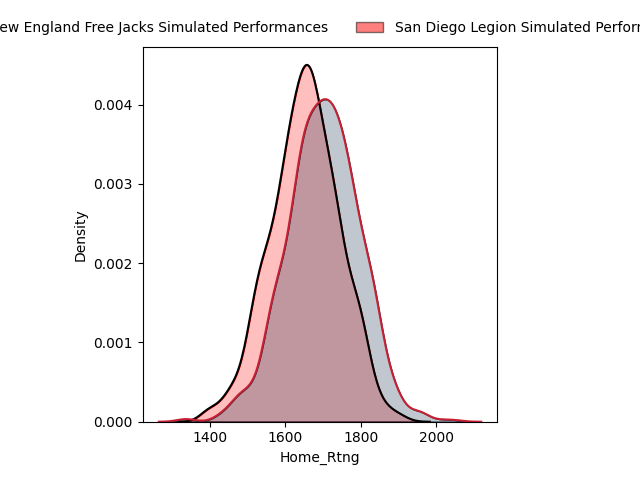 ew England Free Jacks Simulated Performances
San Diego Legion Simulated Perfor
0.004
0.003
0.002
0.001
0.000
Density
1400 1600 1800 2000
Home_Rtng